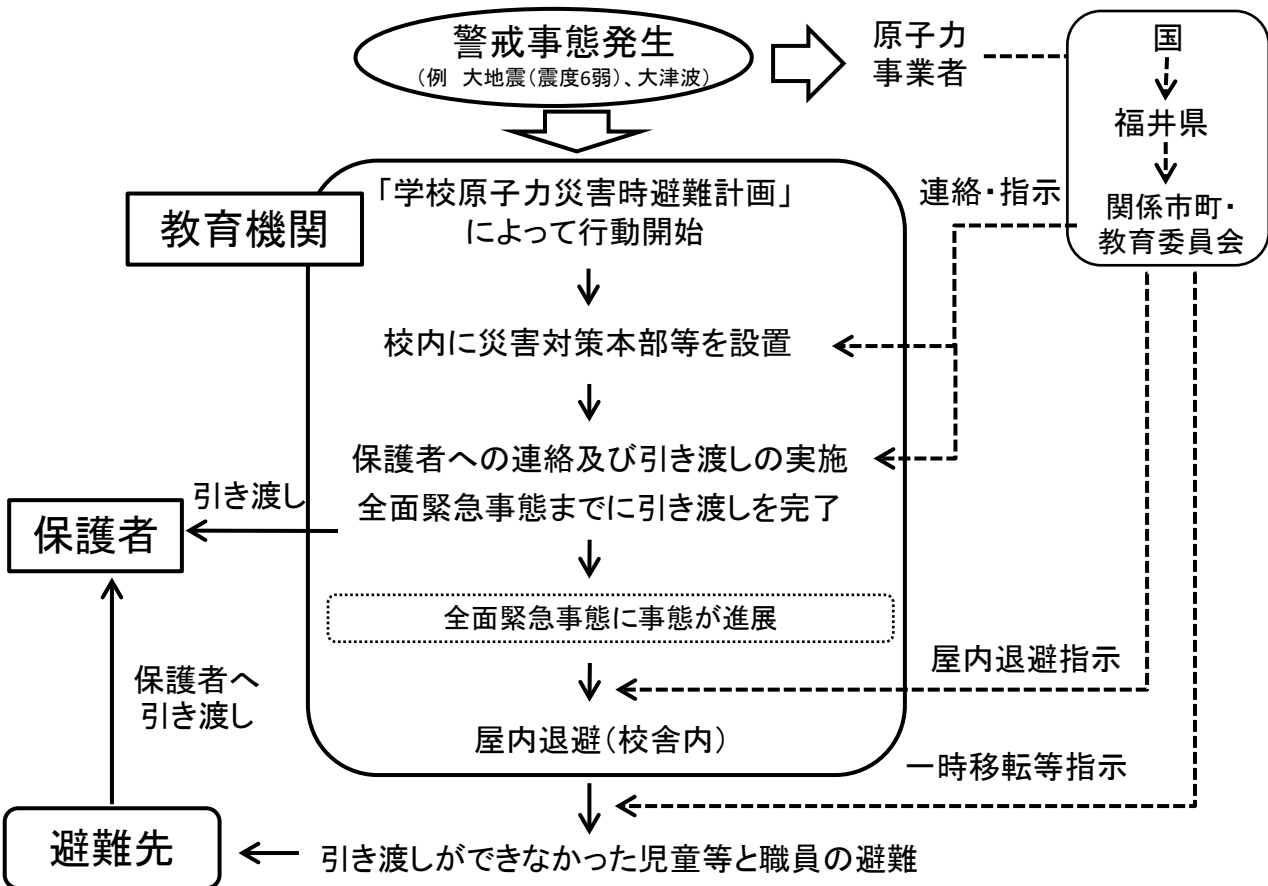 警戒事態発生
(例 大地震(震度6弱)、大津波)
原子力
事業者
国
福井県
関係市町・
教育委員会
連絡・指示
教育機関
「学校原子力災害時避難計画」
によって行動開始
校内に災害対策本部等を設置
保護者への連絡及び引き渡しの実施
全面緊急事態までに引き渡しを完了
引き渡し
保護者
全面緊急事態に事態が進展
屋内退避指示
保護者へ
引き渡し
屋内退避(校舎内)
一時移転等指示
避難先
引き渡しができなかった児童等と職員の避難